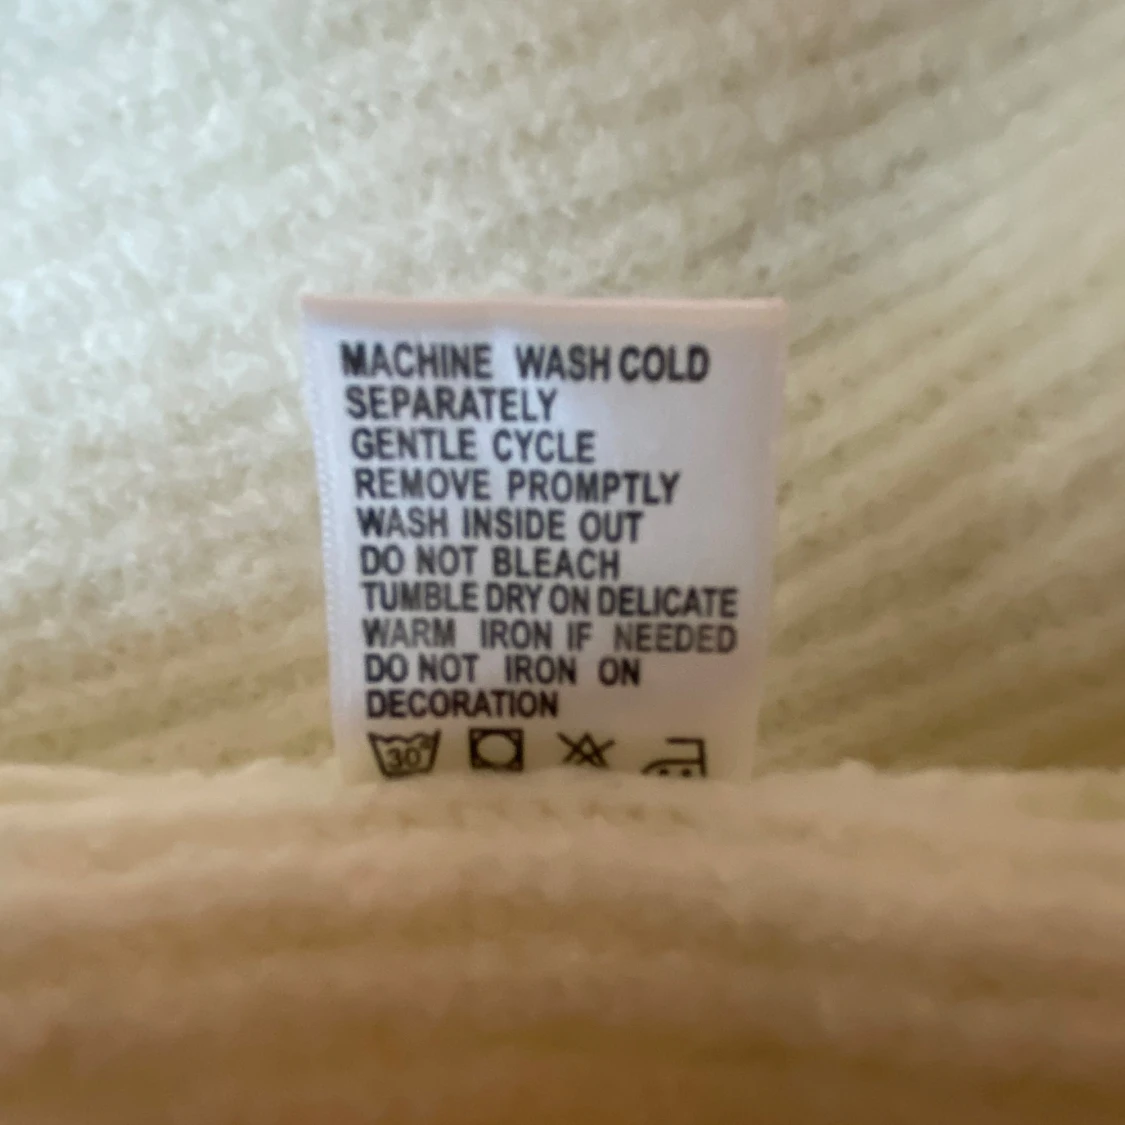 MACHINE WASH COLD
SEPARATELY
GENTLE CYCLE
REMOVE PROMPTLY
WASH INSIDE OUT
DO NOT BLEACH
TUMBLE DRY ON DELICATE
WARM IRON IF NEEDED
DO NOT IRON ON
DECORATION
30°